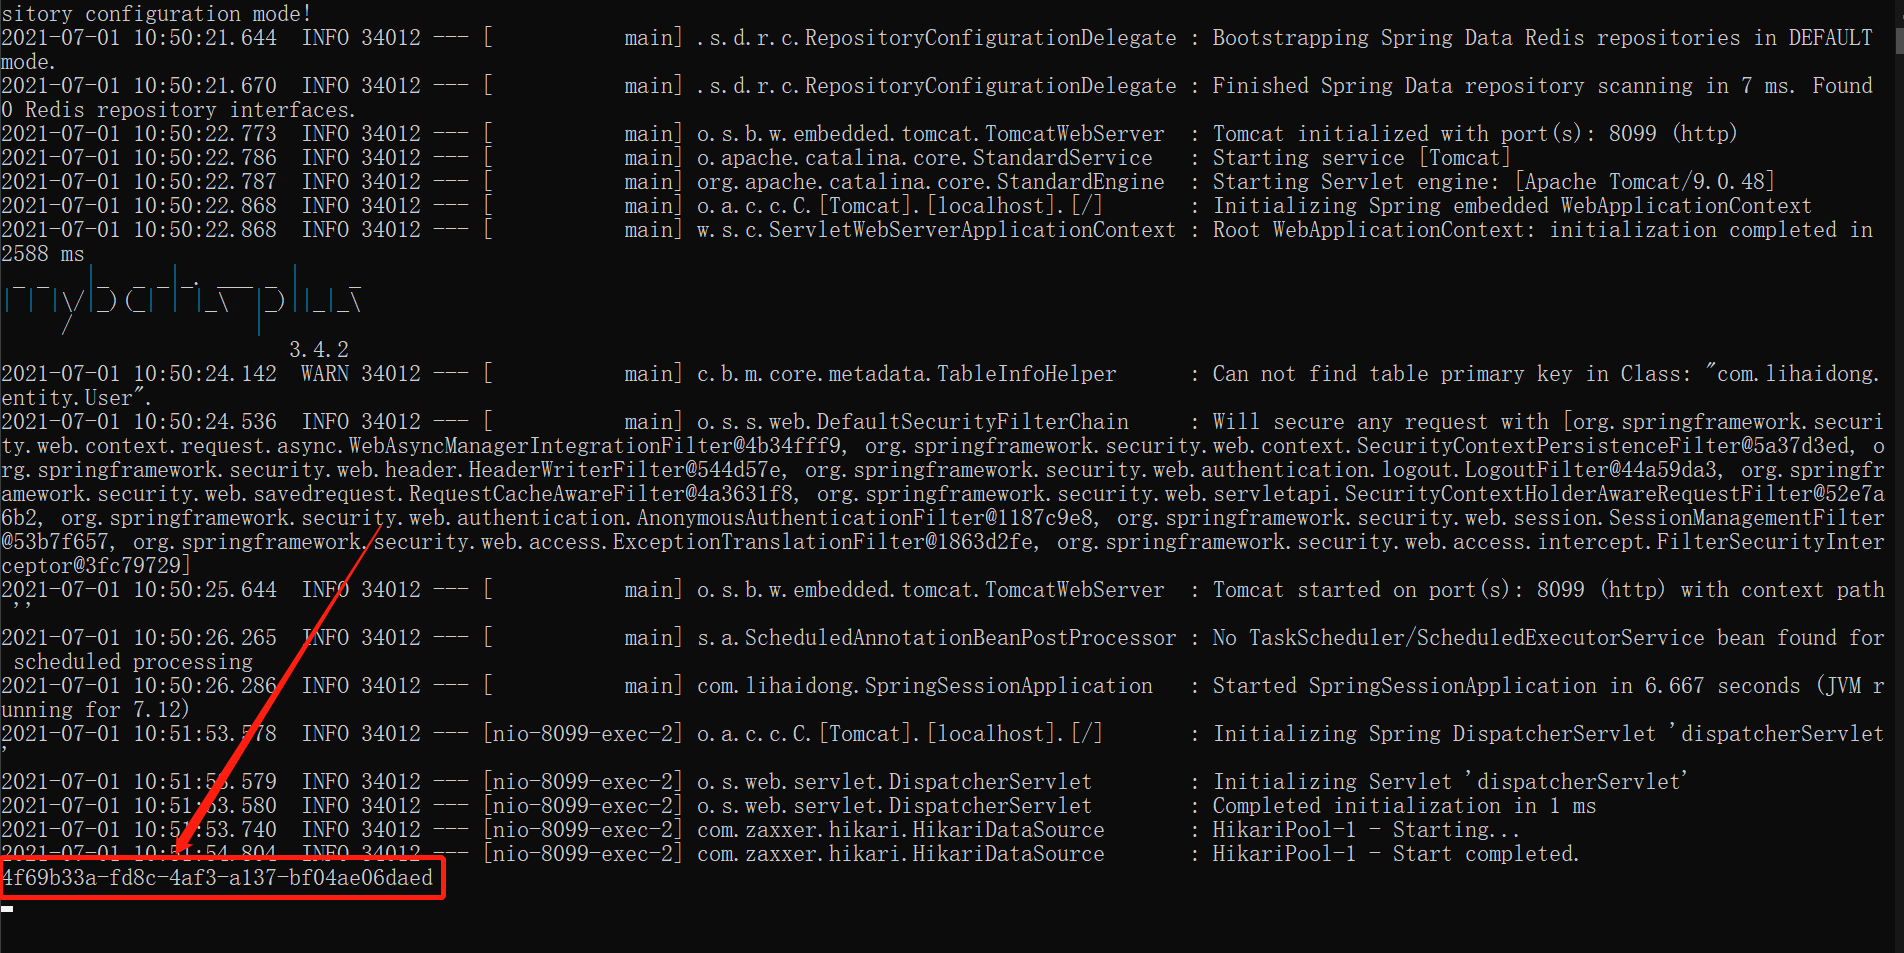 sitory configuration mode!
2021-07-01 10:50:21.644  INFO 34012 --- [           main] .s.d.r.c.RepositoryConfigurationDelegate : Bootstrapping Spring Data Redis repositories in DEFAULT
mode.
2021-07-01 10:50:21.670  INFO 34012 --- [           main] .s.d.r.c.RepositoryConfigurationDelegate : Finished Spring Data repository scanning in 7 ms. Found
0 Redis repository interfaces.
2021-07-01 10:50:22.773  INFO 34012 --- [           main] o.s.b.w.embedded.tomcat.TomcatWebServer  : Tomcat initialized with port(s): 8099 (http)
2021-07-01 10:50:22.786  INFO 34012 --- [           main] o.apache.catalina.core.StandardService   : Starting service [Tomcat]
2021-07-01 10:50:22.787  INFO 34012 --- [           main] org.apache.catalina.core.StandardEngine  : Starting Servlet engine: [Apache Tomcat/9.0.48]
2021-07-01 10:50:22.868  INFO 34012 --- [           main] o.a.c.c.C.[Tomcat].[localhost].[/]       : Initializing Spring embedded WebApplicationContext
2021-07-01 10:50:22.868  INFO 34012 --- [           main] w.s.c.ServletWebServerApplicationContext : Root WebApplicationContext: initialization completed in
2588 ms
 _ _   |_  _ _|_. ___ _ |    _
| | |\/|_)(_| | |_\  |_)||_|_\
     /               |
                        3.4.2
2021-07-01 10:50:24.142  WARN 34012 --- [           main] c.b.m.core.metadata.TableInfoHelper      : Can not find table primary key in Class: "com.lihaidong.
entity.User".
2021-07-01 10:50:24.536  INFO 34012 --- [           main] o.s.s.web.DefaultSecurityFilterChain     : Will secure any request with [org.springframework.securi
ty.web.context.request.async.WebAsyncManagerIntegrationFilter@4b34fff9, org.springframework.security.web.context.SecurityContextPersistenceFilter@5a37d3ed, o
rg.springframework.security.web.header.HeaderWriterFilter@544d57e, org.springframework.security.web.authentication.logout.LogoutFilter@44a59da3, org.springfr
amework.security.web.savedrequest.RequestCacheAwareFilter@4a3631f8, org.springframework.security.web.servletapi.SecurityContextHolderAwareRequestFilter@52e7a
6b2, org.springframework.security.web.authentication.AnonymousAuthenticationFilter@1187c9e8, org.springframework.security.web.session.SessionManagementFilter
@53b7f657, org.springframework.security.web.access.ExceptionTranslationFilter@1863d2fe, org.springframework.security.web.access.intercept.FilterSecurityInter
ceptor@3fc79729]
2021-07-01 10:50:25.644  INFO 34012 --- [           main] o.s.b.w.embedded.tomcat.TomcatWebServer  : Tomcat started on port(s): 8099 (http) with context path
 ''
2021-07-01 10:50:26.265  INFO 34012 --- [           main] s.a.ScheduledAnnotationBeanPostProcessor : No TaskScheduler/ScheduledExecutorService bean found for
 scheduled processing
2021-07-01 10:50:26.286  INFO 34012 --- [           main] com.lihaidong.SpringSessionApplication   : Started SpringSessionApplication in 6.667 seconds (JVM r
unning for 7.12)
2021-07-01 10:51:53.578  INFO 34012 --- [nio-8099-exec-2] o.a.c.c.C.[Tomcat].[localhost].[/]       : Initializing Spring DispatcherServlet 'dispatcherServlet
'
2021-07-01 10:51:53.579  INFO 34012 --- [nio-8099-exec-2] o.s.web.servlet.DispatcherServlet        : Initializing Servlet 'dispatcherServlet'
2021-07-01 10:51:53.580  INFO 34012 --- [nio-8099-exec-2] o.s.web.servlet.DispatcherServlet        : Completed initialization in 1 ms
2021-07-01 10:51:53.740  INFO 34012 --- [nio-8099-exec-2] com.zaxxer.hikari.HikariDataSource       : HikariPool-1 - Starting...
2021-07-01 10:51:54.804  INFO 34012 --- [nio-8099-exec-2] com.zaxxer.hikari.HikariDataSource       : HikariPool-1 - Start completed.
4f69b33a-fd8c-4af3-a137-bf04ae06daed